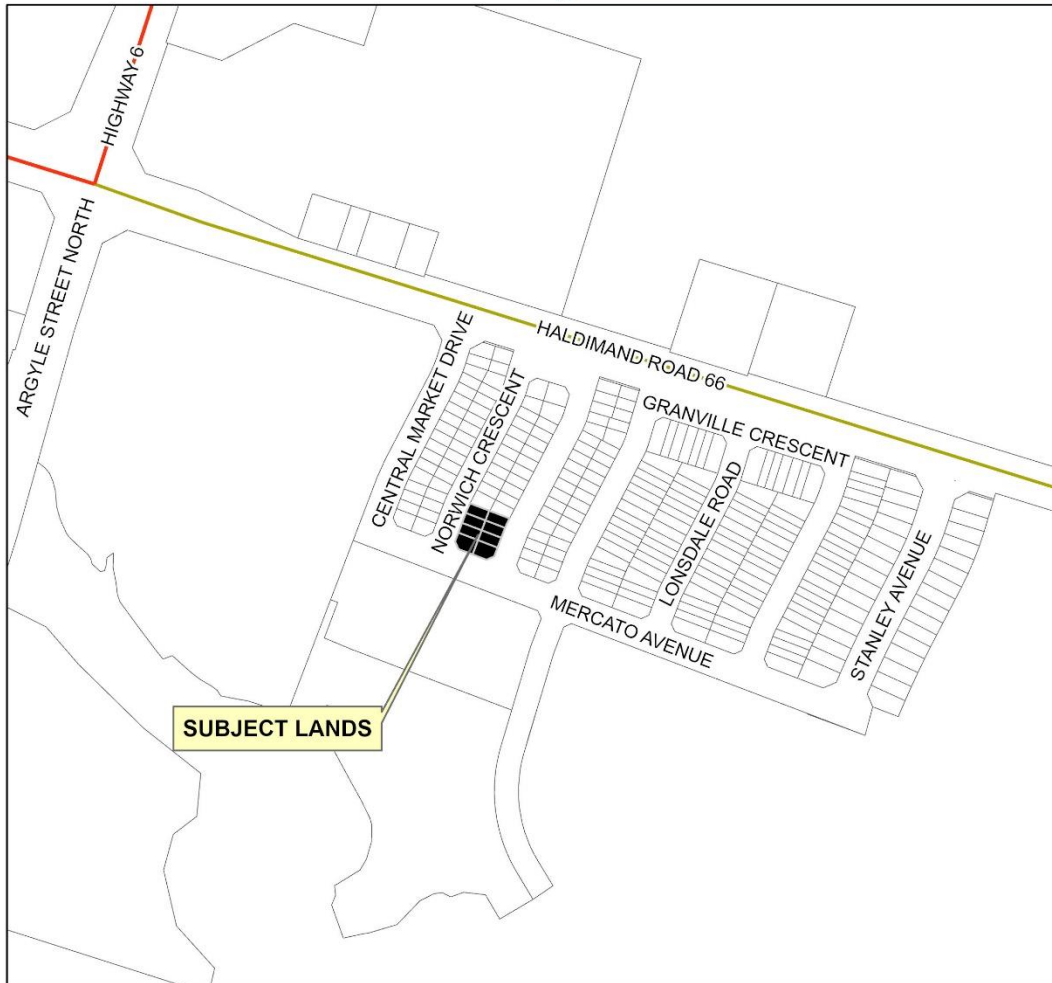 HIGHWAY 6
ARGYLE STREET NORTH
HALDIMAND ROAD 66
CENTRAL MARKET DRIVE
NORWICH CRESCENT
GRANVILLE CRESCENT
LONSDALE ROAD
STANLEY AVENUE
MERCATO AVENUE
SUBJECT LANDS